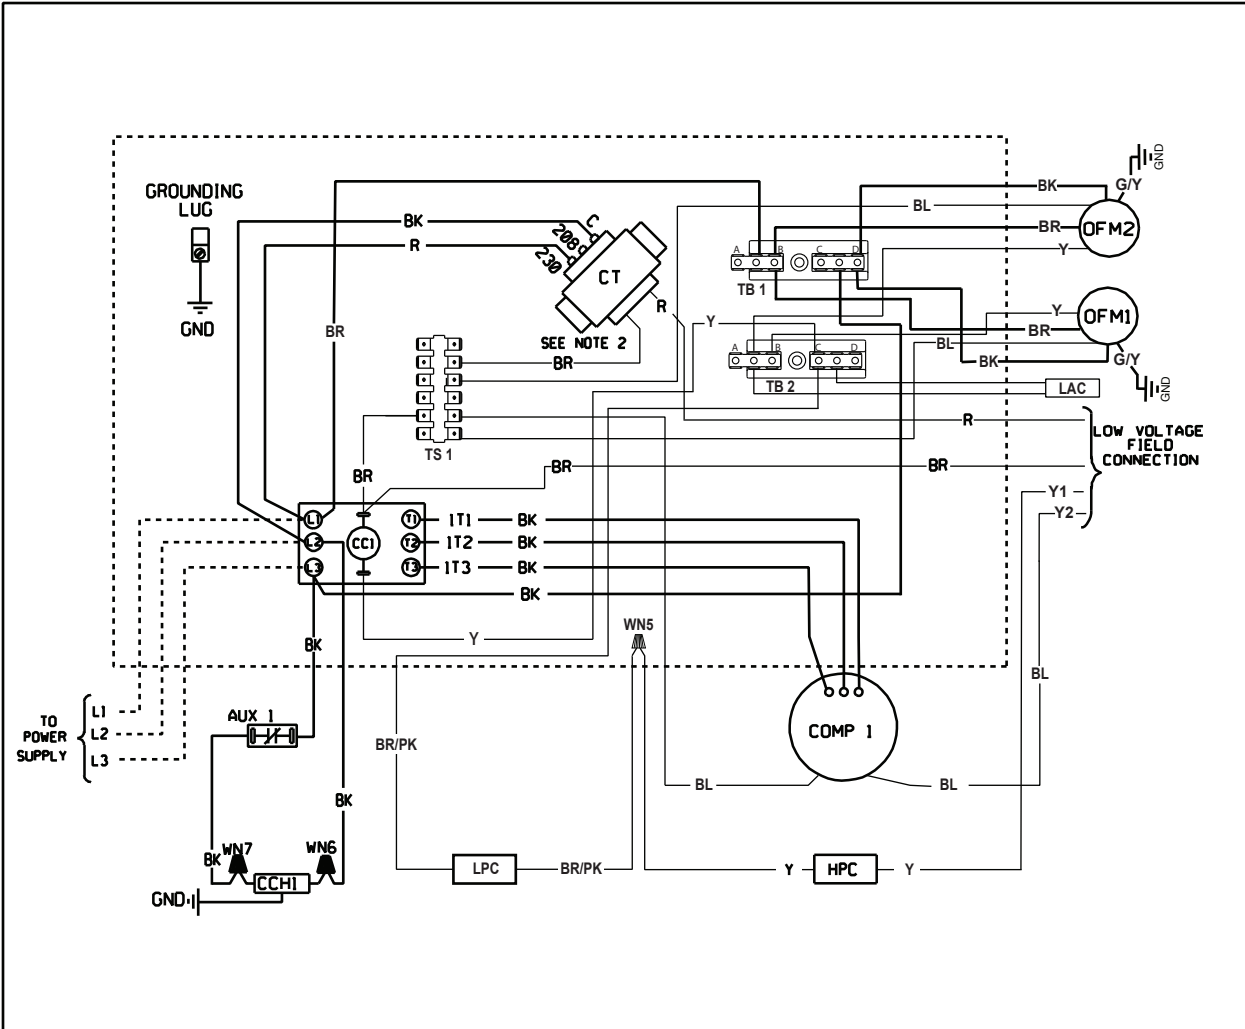 GND
BK
G/Y
GROUNDING
LUG
BL
BK
C
208
230
R
BR
OFM2
Y
A
B
C
D
CT
TB 1
R
Y
Y
OFM1
GND
BR
BR
SEE NOTE 2
BL
A
B
C
D
BR
BK
G/Y
GND
TB 2
LAC
R
LOW VOLTAGE
FIELD
CONNECTION
TS 1
BR
BR
BR
Y1
Y2
L1
T1
1T1
BK
L2
CC1
T2
1T2
BK
L3
T3
1T3
BK
BK
WN5
Y
BK
BL
L1
TO
POWER
SUPPLY
L2
L3
AUX 1
COMP 1
BR/PK
BL
BL
BK
WN7
WN6
BK
CCH1
LPC
BR/PK
Y
HPC
Y
GND